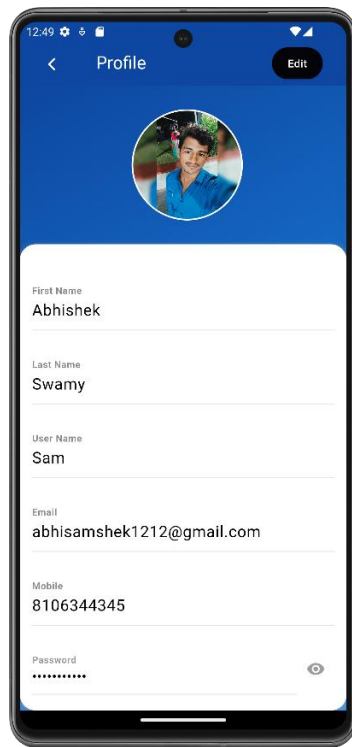 12:49
Profile
Edit
First Name
Abhishek
Last Name
Swamy
User Name
Sam
Email
abhisamshek1212@gmail.com
Mobile
8106344345
Password
•••••••••••